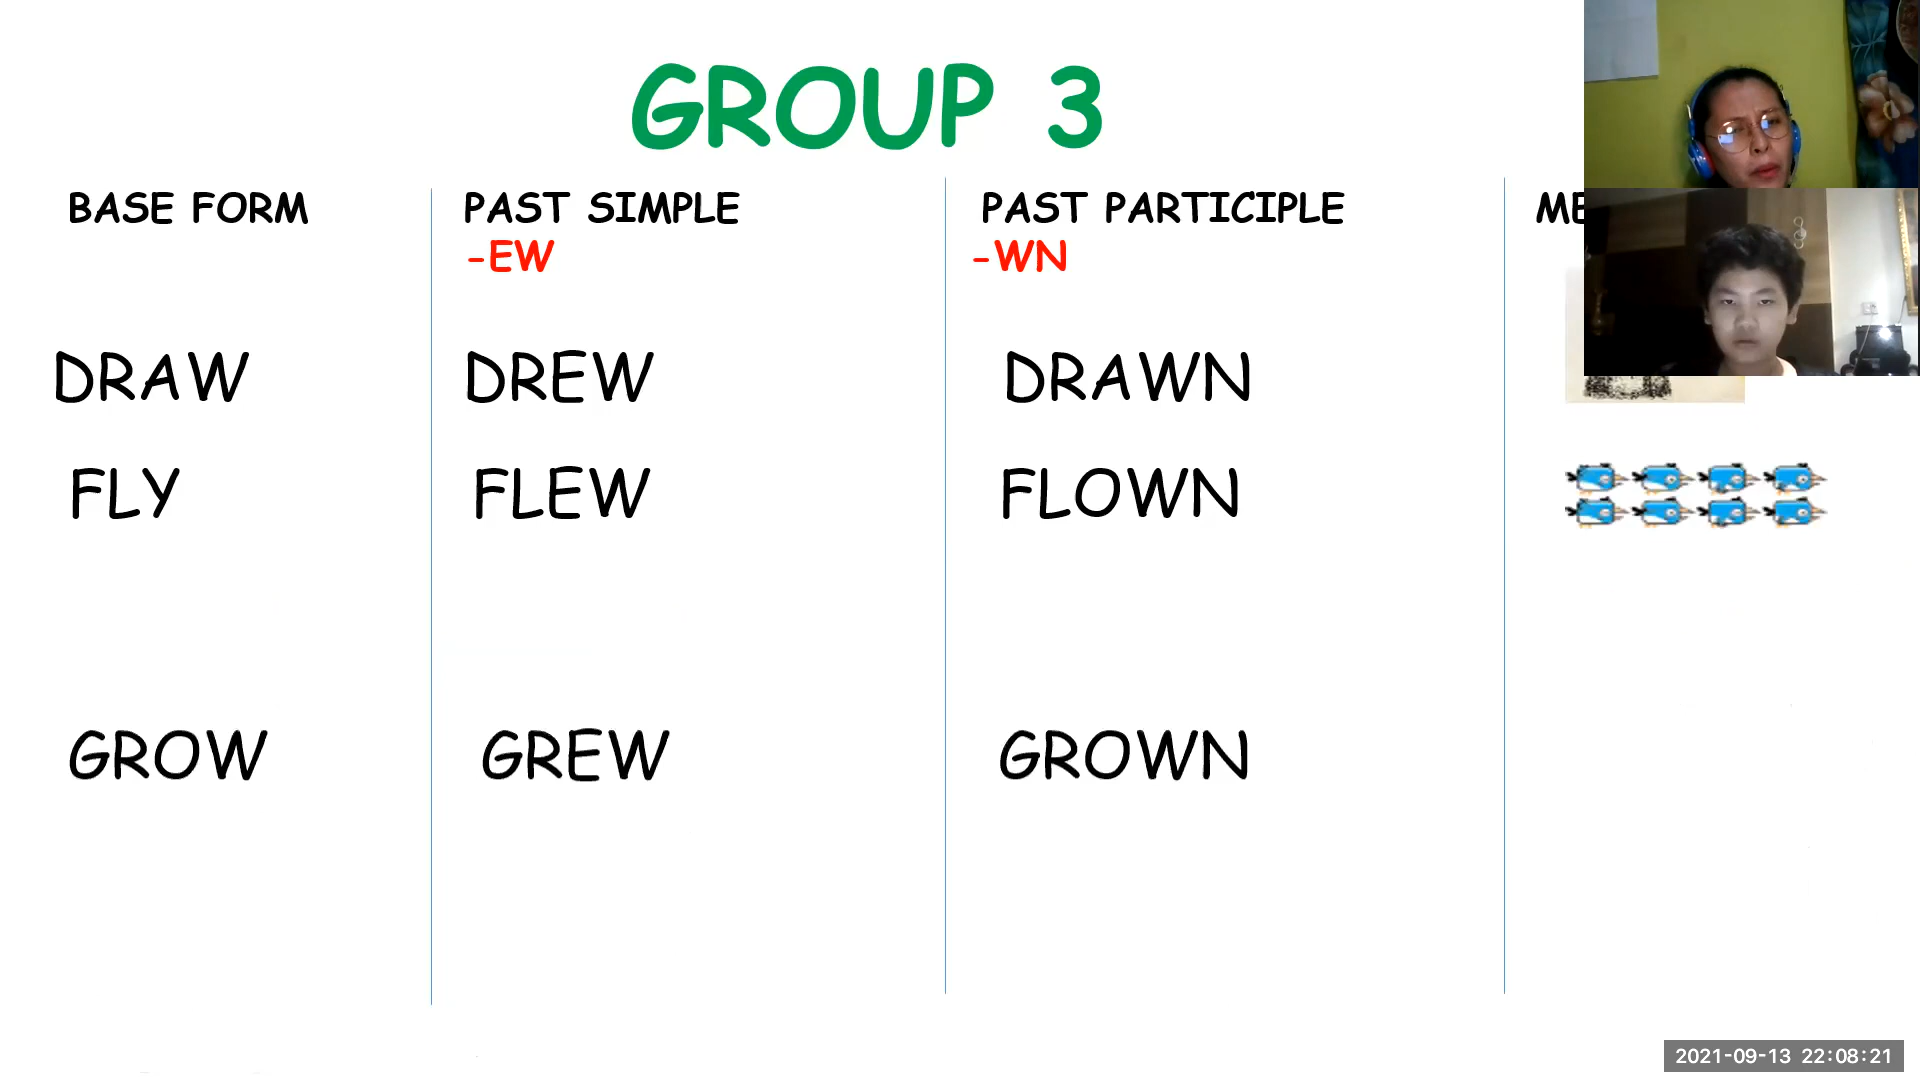 GROUP 3
BASE FORM PAST SIMPLE PAST PARTICIPLE
-EW -WN
DRAW DREW DRAWN
FLY FLEW FLOWN
GROW GREW GROWN
2021-09-13 22:08:21